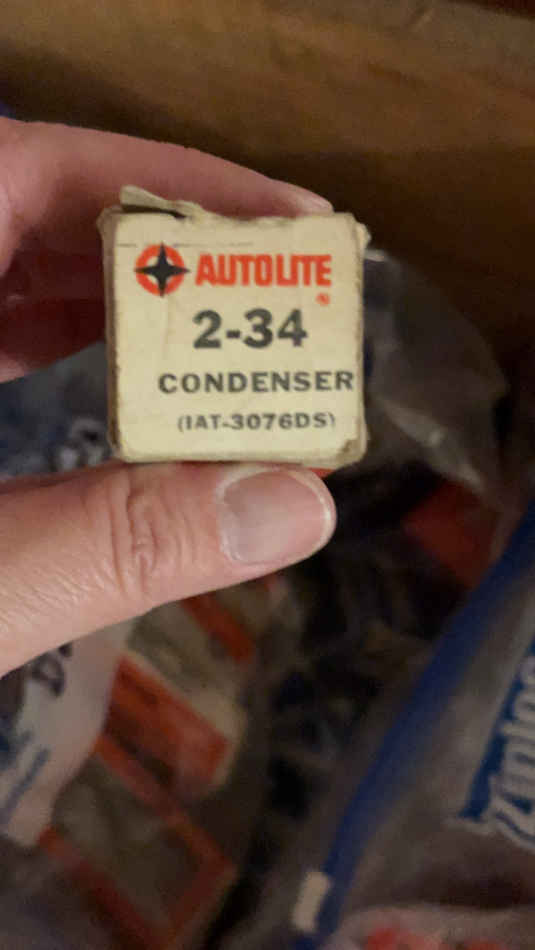 AUTOLITE
®
2-34
CONDENSER
(IAT-3076DS)